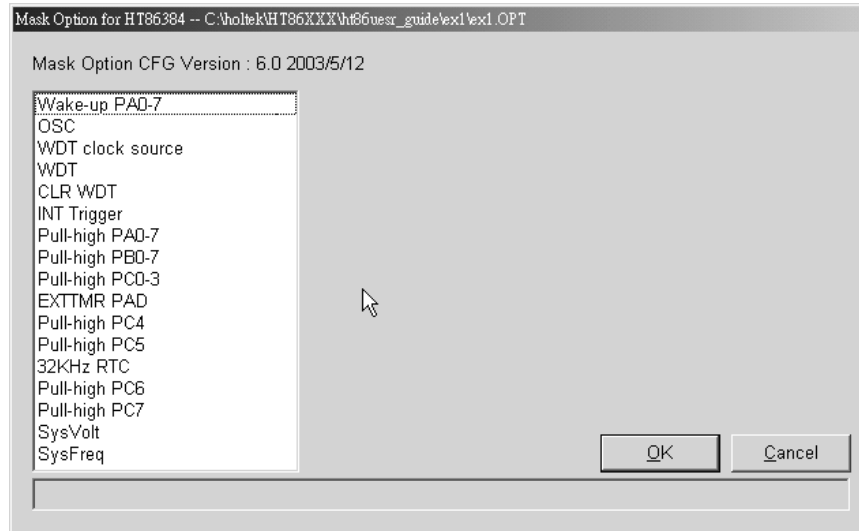 Mask Option for HT86384 -- C:\holtek\HT86XXX\ht86uesr_guide\ex1\ex1.OPT
Mask Option CFG Version : 6.0 2003/5/12
Wake-up PA0-7
OSC
WDT clock source
WDT
CLR WDT
INT Trigger
Pull-high PA0-7
Pull-high PB0-7
Pull-high PC0-3
EXTTMR PAD
Pull-high PC4
Pull-high PC5
32KHz RTC
Pull-high PC6
Pull-high PC7
SysVolt
SysFreq
OK
Cancel